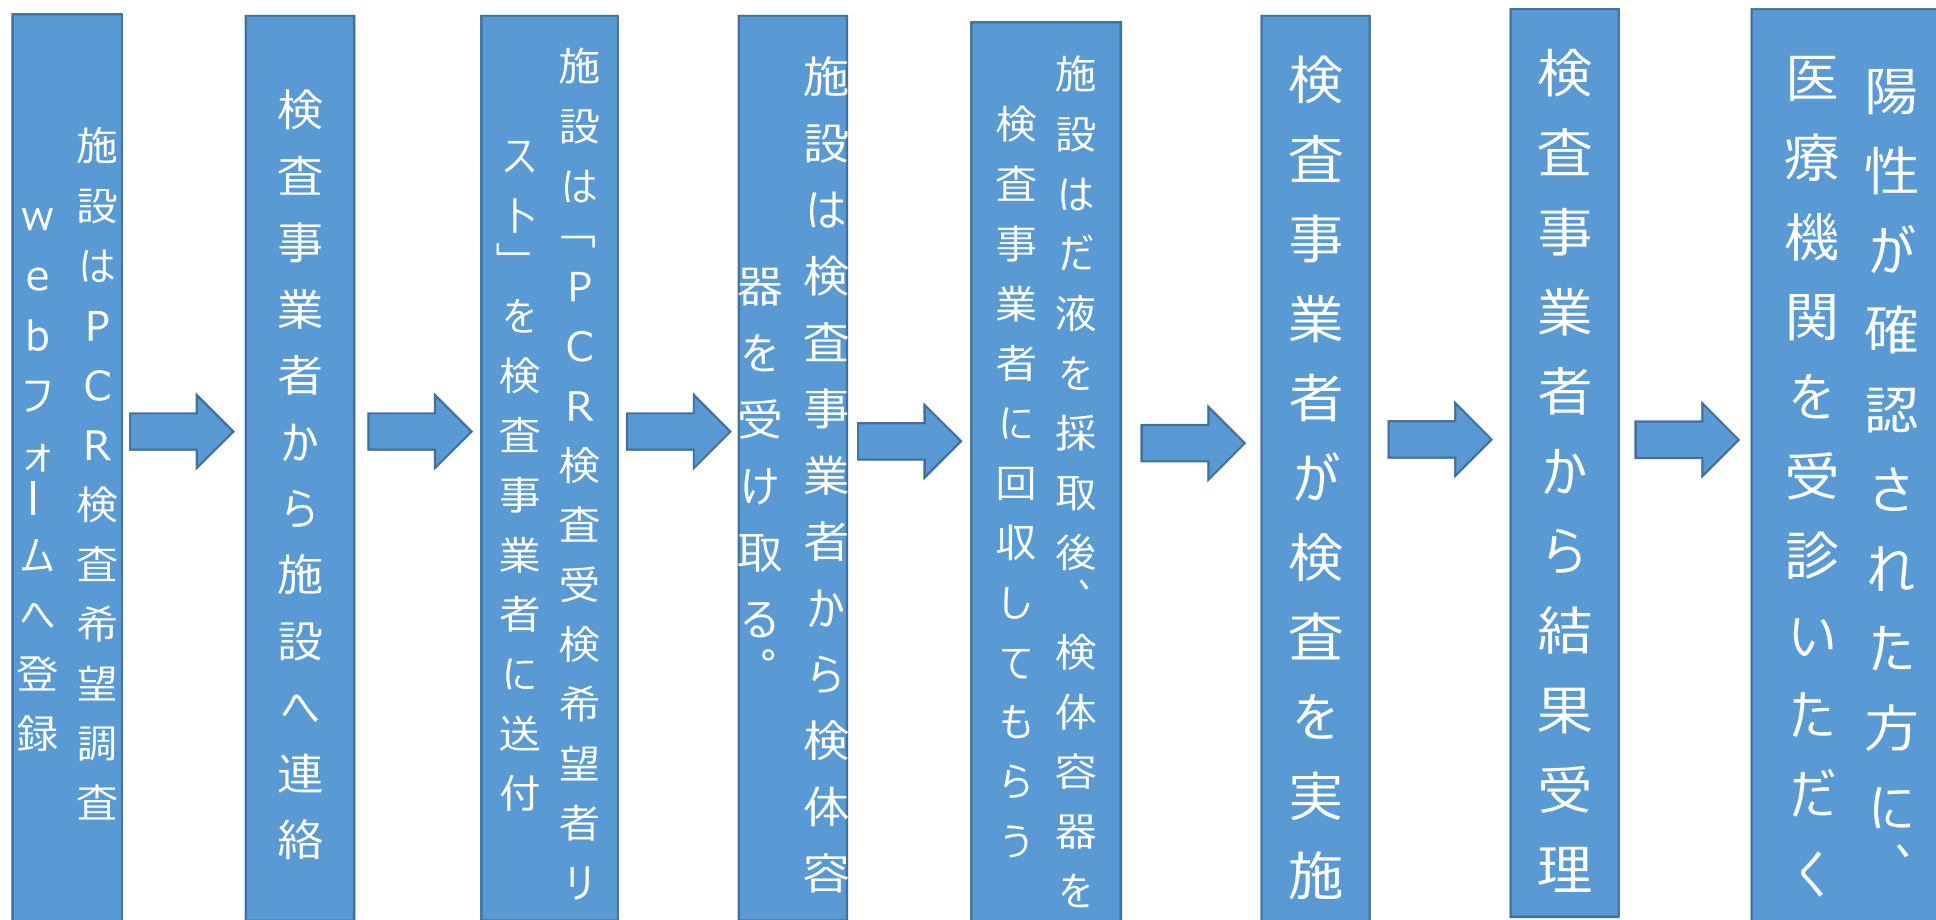 施設はPCR検査希望調査
webフォームへ登録
検査事業者から施設へ連絡
施設は「PCR検査受検希望者リ
スト」を検査事業者に送付
施設は検査事業者から検体容
器を受け取る。
施設はだ液を採取後、検体容器を
検査事業者に回収してもらう
検査事業者が検査を実施
検査事業者から結果受理
陽性が確認された方に、
医療機関を受診いただく